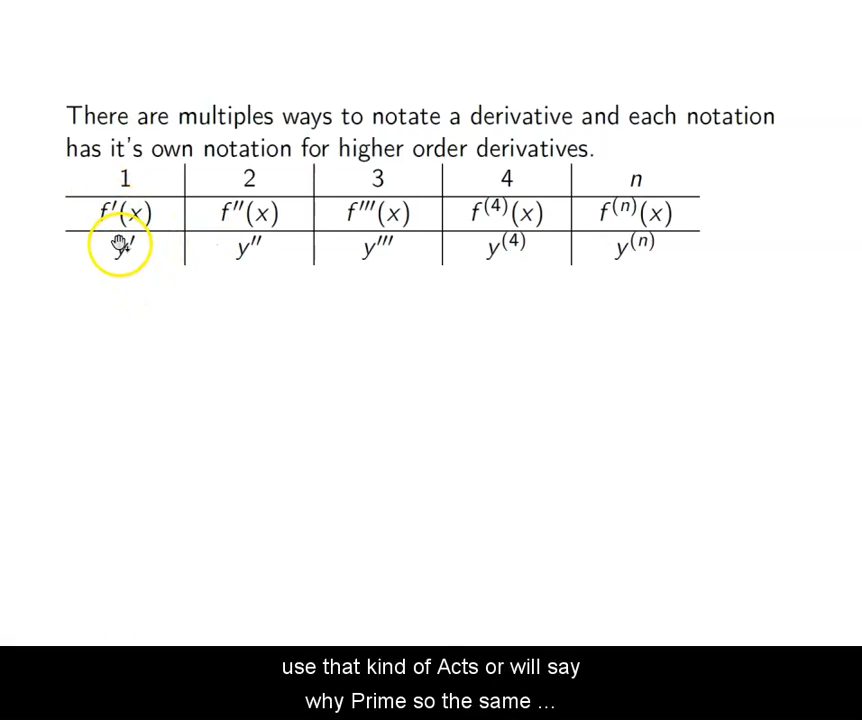 There are multiples ways to notate a derivative and each notation
has it's own notation for higher order derivatives.
1 2 3 4 n
f′(x) f′′(x) f′′′(x) f⁽⁴⁾(x) f⁽ⁿ⁾(x)
y′ y′′ y′′′ y⁽⁴⁾ y⁽ⁿ⁾
use that kind of Acts or will say
why Prime so the same ...